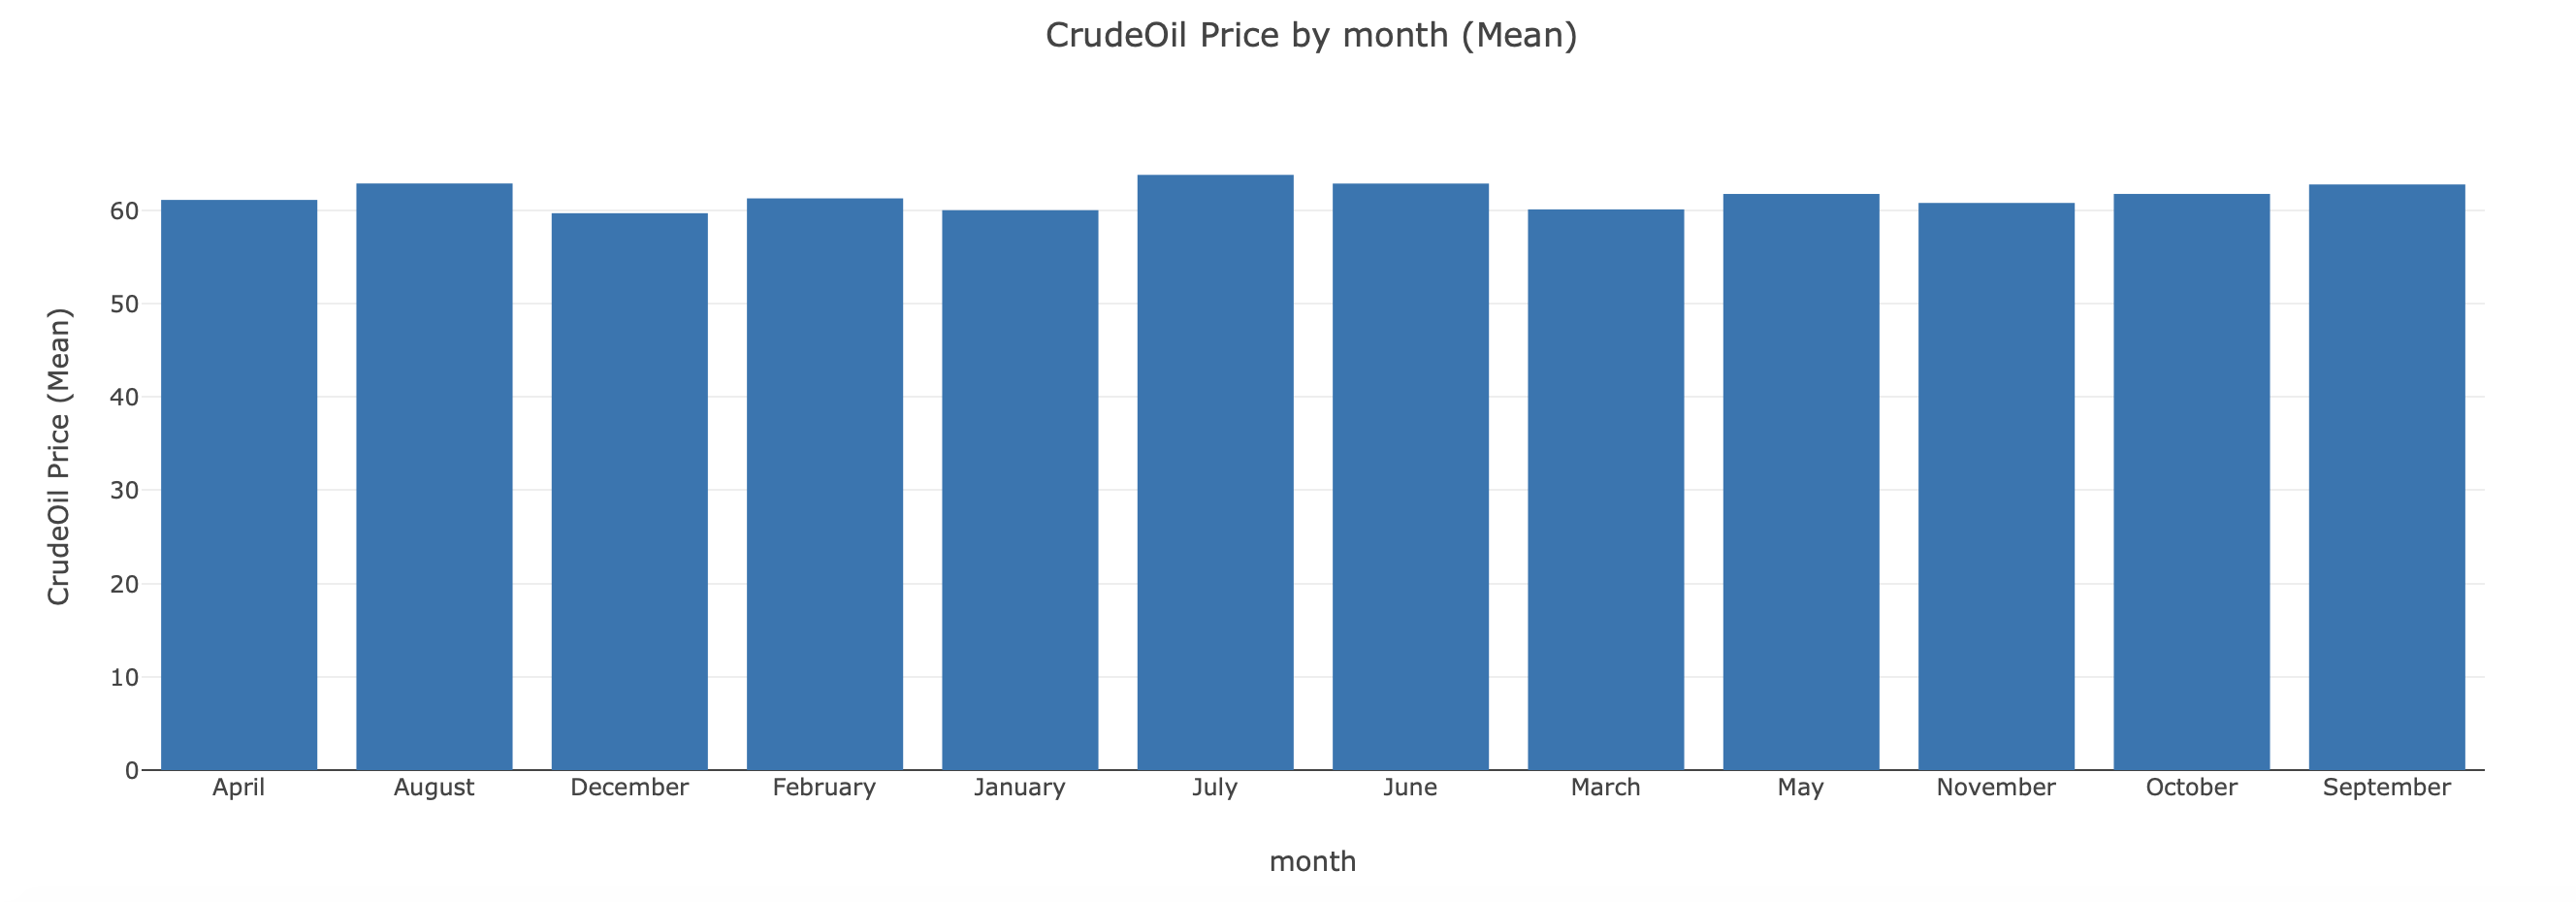 CrudeOil Price by month (Mean)
CrudeOil Price (Mean)
60
50
40
30
20
10
0
April August December February January July June March May November October September
month